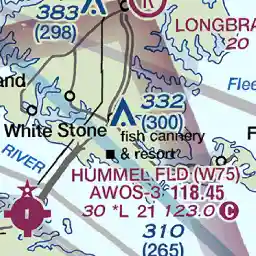 383
(298)
R
LONGBRA
20
Flee
and
332
(300)
White Stone
fish cannery
& resort
RIVER
HUMMEL FLD (W75)
AWOS-3 118.45
30 *L 21 123.0 C
310
(265)